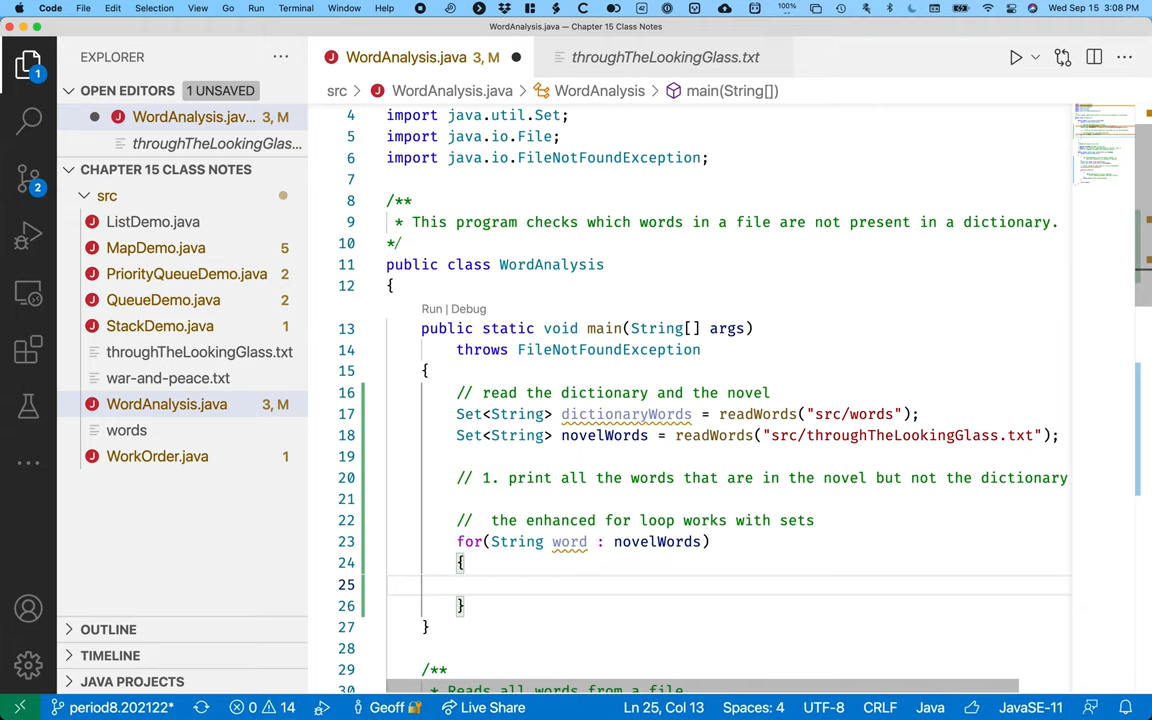 Code File Edit Selection View Go Run Terminal Window Help 100% Wed Sep 15 3:08 PM
WordAnalysis.java — Chapter 15 Class Notes
EXPLORER
WordAnalysis.java 3, M
throughTheLookingGlass.txt
OPEN EDITORS 1 UNSAVED
src > WordAnalysis.java > WordAnalysis > main(String[])
WordAnalysis.jav... 3, M
throughTheLookingGlas...
CHAPTER 15 CLASS NOTES
src
ListDemo.java
MapDemo.java 5
PriorityQueueDemo.java 2
QueueDemo.java 2
StackDemo.java 1
throughTheLookingGlass.txt
war-and-peace.txt
WordAnalysis.java 3, M
words
WorkOrder.java 1
OUTLINE
TIMELINE
JAVA PROJECTS
1
2
4 import java.util.Set;
5 import java.io.File;
6 import java.io.FileNotFoundException;
7
8 /**
9 * This program checks which words in a file are not present in a dictionary.
10 */
11 public class WordAnalysis
12 {
Run | Debug
13 public static void main(String[] args)
14 throws FileNotFoundException
15 {
16 // read the dictionary and the novel
17 Set<String> dictionaryWords = readWords("src/words");
18 Set<String> novelWords = readWords("src/throughTheLookingGlass.txt");
19
20 // 1. print all the words that are in the novel but not the dictionary
21
22 // the enhanced for loop works with sets
23 for(String word : novelWords)
24 {
25
26 }
27 }
28
29 /**
30 * Reads all words from a file
period8.202122* 0 14 Geoff Live Share Ln 25, Col 13 Spaces: 4 UTF-8 CRLF Java JavaSE-11